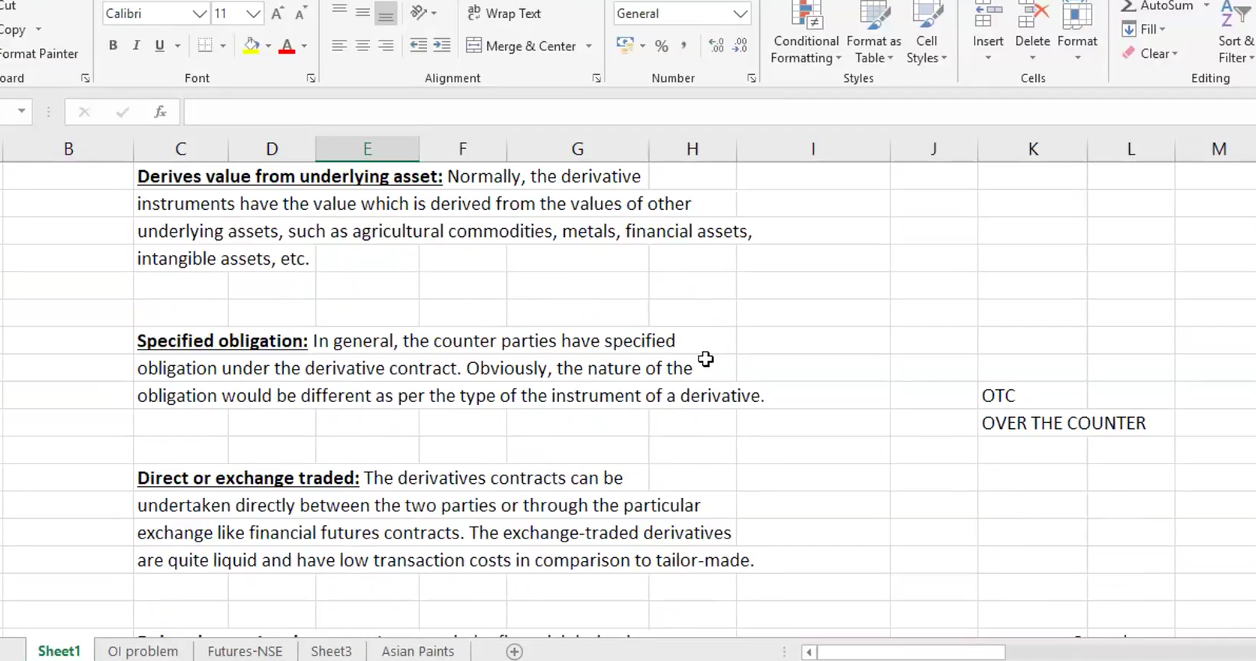 Cut
Calibri 11 A A Wrap Text General AutoSum
Copy
Fill
Format Painter B I U A Merge & Center % , Conditional Formatting Format as Table Cell Styles Insert Delete Format Clear Sort & Filter
Font Alignment Number Styles Cells Editing
fx
B C D E F G H I J K L M
Derives value from underlying asset: Normally, the derivative
instruments have the value which is derived from the values of other
underlying assets, such as agricultural commodities, metals, financial assets,
intangible assets, etc.
Specified obligation: In general, the counter parties have specified
obligation under the derivative contract. Obviously, the nature of the
obligation would be different as per the type of the instrument of a derivative.
OTC
OVER THE COUNTER
Direct or exchange traded: The derivatives contracts can be
undertaken directly between the two parties or through the particular
exchange like financial futures contracts. The exchange-traded derivatives
are quite liquid and have low transaction costs in comparison to tailor-made.
Sheet1 OI problem Futures-NSE Sheet3 Asian Paints